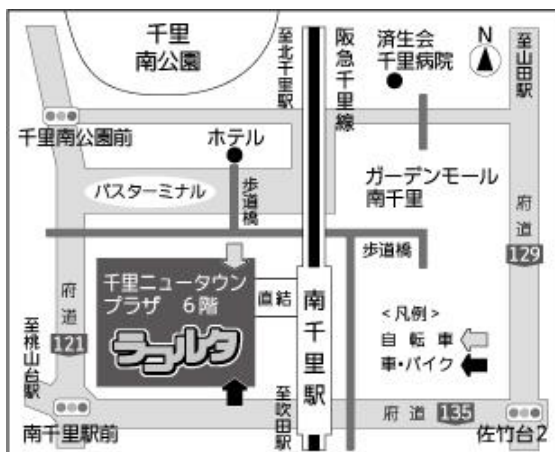 千里
南公園
至北千里駅
阪急千里線
済生会
千里病院
N
至山田駅
千里南公園前
ホテル
バスターミナル
歩道橋
ガーデンモール
南千里
府道
129
歩道橋
千里ニュータウン
プラザ 6階
ラコルタ
直結
南千里駅
<凡例>
自転車
車・バイク
府道
121
至桃山台駅
至吹田駅
南千里駅前
府道 135
佐竹台2